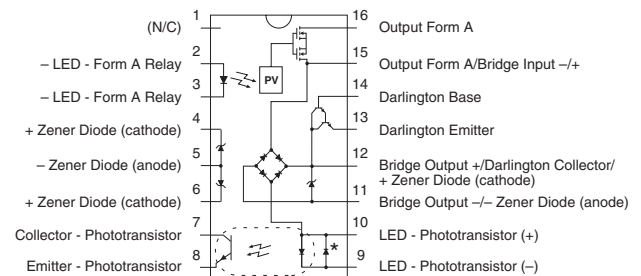 (N/C) 1
– LED - Form A Relay 2
– LED - Form A Relay 3
+ Zener Diode (cathode) 4
– Zener Diode (anode) 5
+ Zener Diode (cathode) 6
Collector - Phototransistor 7
Emitter - Phototransistor 8
PV
*
16 Output Form A
15 Output Form A/Bridge Input –/+
14 Darlington Base
13 Darlington Emitter
12 Bridge Output +/Darlington Collector/
+ Zener Diode (cathode)
11 Bridge Output –/– Zener Diode (anode)
10 LED - Phototransistor (+)
9 LED - Phototransistor (–)